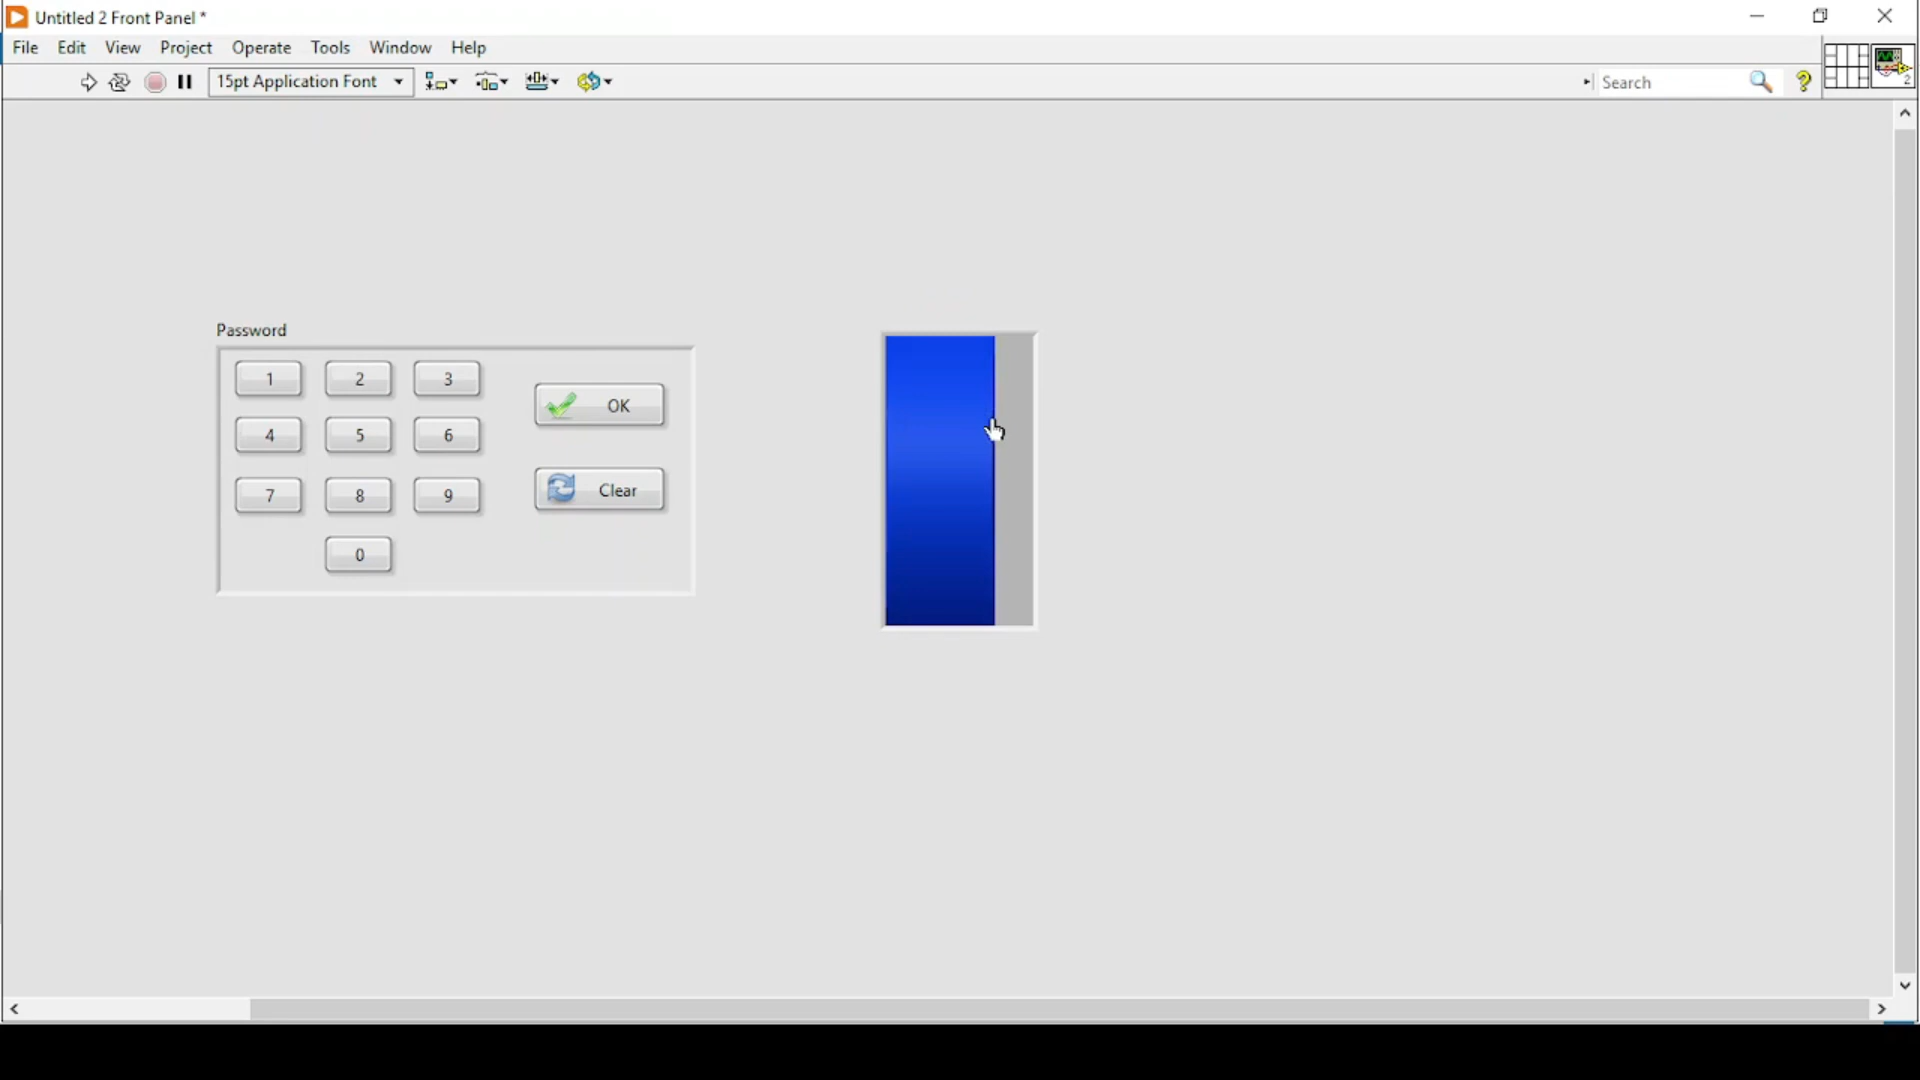 Untitled 2 Front Panel *
File Edit View Project Operate Tools Window Help
15pt Application Font
Search
?
2
Password
1 2 3
OK
4 5 6
Clear
7 8 9
0